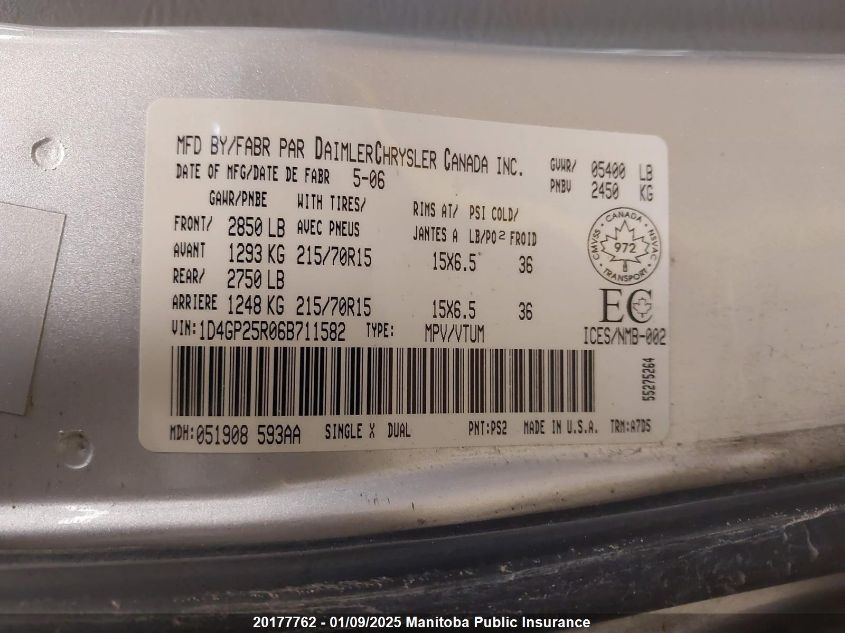 MFD BY/FABR PAR DAIMLERCHRYSLER CANADA INC.
DATE OF MFG/DATE DE FABR 5-06
GVWR/ 05400 LB
PNBV 2450 KG
GAWR/PNBE WITH TIRES/ RIMS AT/ PSI COLD/
FRONT/ 2850 LB AVEC PNEUS JANTES A LB/PO² FROID
AVANT 1293 KG 215/70R15 15X6.5 36
REAR/ 2750 LB
ARRIERE 1248 KG 215/70R15 15X6.5 36
VIN:1D4GP25R06B711582 TYPE: MPV/VTUM
CANADA
CMVSS 972 NSVAC
TRANSPORT
EC
ICES/NMB-002
55275264
MDH:051908 593AA SINGLE X DUAL PNT:PS2 MADE IN U.S.A. TRM:A7D5
20177762 - 01/09/2025 Manitoba Public Insurance